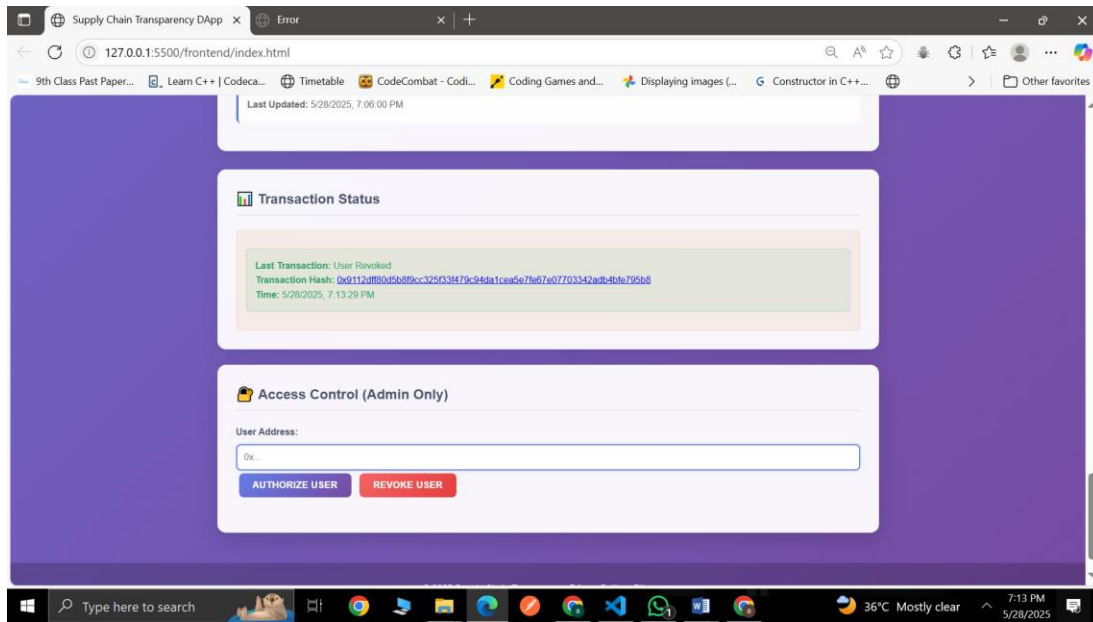 Supply Chain Transparency DApp
Error
127.0.0.1:5500/frontend/index.html
9th Class Past Paper... Learn C++ | Codeca... Timetable CodeCombat - Codi... Coding Games and... Displaying images (... Constructor in C++... Other favorites
Last Updated: 5/28/2025, 7:06:00 PM
Transaction Status
Last Transaction: User Revoked
Transaction Hash:
Time: 5/28/2025, 7:13:29 PM
Access Control (Admin Only)
User Address:
0x...
AUTHORIZE USER REVOKE USER
Type here to search
36°C Mostly clear
7:13 PM
5/28/2025